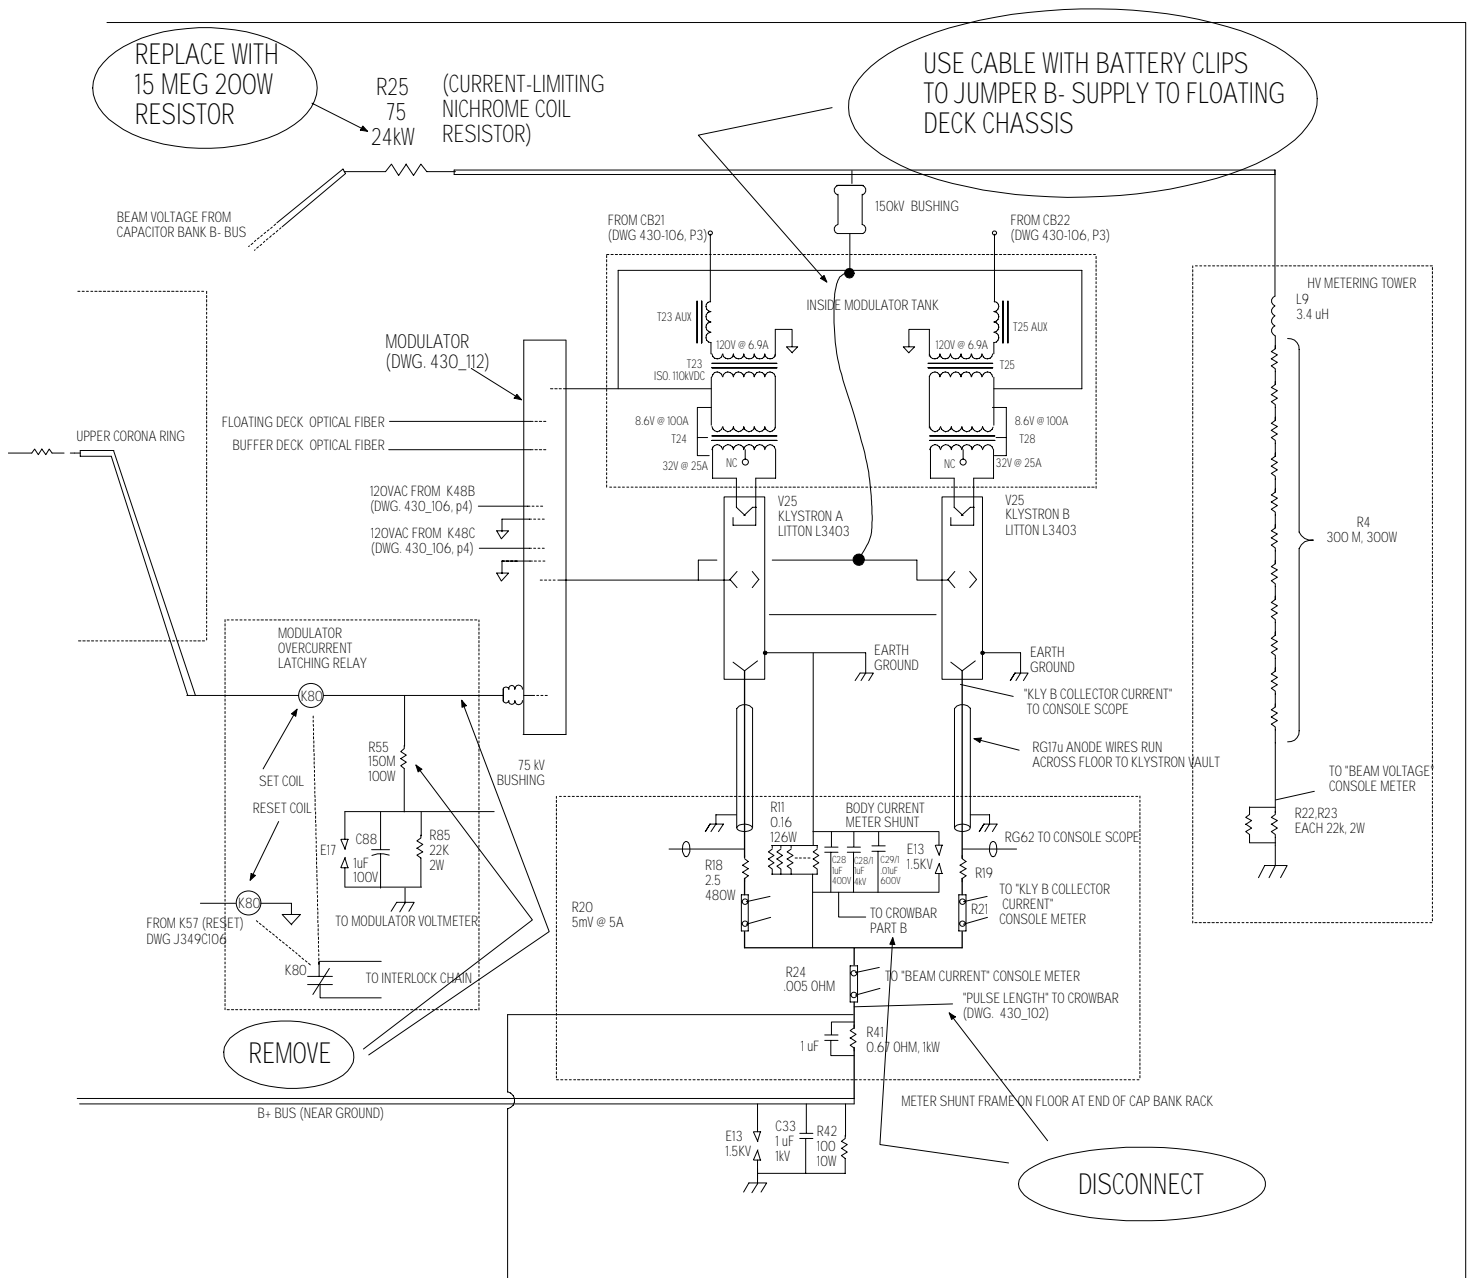 REPLACE WITH
15 MEG 200W
RESISTOR
R25
75
24kW
(CURRENT-LIMITING
NICHROME COIL
RESISTOR)
USE CABLE WITH BATTERY CLIPS
TO JUMPER B- SUPPLY TO FLOATING
DECK CHASSIS
BEAM VOLTAGE FROM
CAPACITOR BANK B- BUS
150kV BUSHING
FROM CB21
(DWG 430-106, P3)
FROM CB22
(DWG 430-106, P3)
HV METERING TOWER
L9
3.4 uH
INSIDE MODULATOR TANK
T23 AUX
T25 AUX
120V @ 6.9A
120V @ 6.9A
T23
ISO. 110kVDC
T25
MODULATOR
(DWG. 430_112)
8.6V @ 100A
8.6V @ 100A
T24
T28
NC
NC
32V @ 25A
32V @ 25A
FLOATING DECK OPTICAL FIBER
BUFFER DECK OPTICAL FIBER
UPPER CORONA RING
120VAC FROM K48B
(DWG. 430_106, p4)
120VAC FROM K48C
(DWG. 430_106, p4)
V25
KLYSTRON A
LITTON L3403
V25
KLYSTRON B
LITTON L3403
R4
300 M, 300W
MODULATOR
OVERCURRENT
LATCHING RELAY
EARTH
GROUND
EARTH
GROUND
K80
"KLY B COLLECTOR CURRENT"
TO CONSOLE SCOPE
RG17u ANODE WIRES RUN
ACROSS FLOOR TO KLYSTRON VAULT
R55
150M
100W
75 kV
BUSHING
SET COIL
RESET COIL
TO "BEAM VOLTAGE"
CONSOLE METER
R22,R23
EACH 22k, 2W
E17
C88
1uF
100V
R85
22K
2W
R11
0.16
126W
BODY CURRENT
METER SHUNT
RG62 TO CONSOLE SCOPE
C28
1uF
400V
C28/1
1uF
4kV
C29/1
.01uF
600V
E13
1.5KV
R18
2.5
480W
R19
K80
FROM K57 (RESET)
DWG J349C106
TO MODULATOR VOLTMETER
R20
5mV @ 5A
TO CROWBAR
PART B
R21
TO "KLY B COLLECTOR
CURRENT"
CONSOLE METER
K80
TO INTERLOCK CHAIN
R24
.005 OHM
TO "BEAM CURRENT" CONSOLE METER
"PULSE LENGTH" TO CROWBAR
(DWG. 430_102)
REMOVE
1 uF
R41
0.67 OHM, 1kW
B+ BUS (NEAR GROUND)
METER SHUNT FRAME ON FLOOR AT END OF CAP BANK RACK
E13
1.5KV
C33
1 uF
1kV
R42
100
10W
DISCONNECT